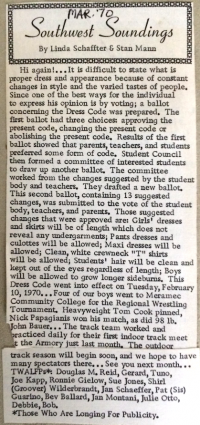 MAR. 70
Southwest Soundings
By Linda Schaffter & Stan Mann
Hi again!...It is difficult to state what is
proper dress and appearance because of constant
changes in style and the varied tastes of people.
Since one of the best ways for the individual
to express his opinion is by voting; a ballot
concerning the Dress Code was prepared. The
first ballot had three choices: approving the
present code, changing the present code or
abolishing the present code. Results of the first
ballot showed that parents, teachers, and students
preferred some form of code. Student Council
then formed a committee of interested students
to draw up another ballot. The committee
worked from the changes suggested by the student
body and teachers. They drafted a new ballot.
This second ballot, containing 13 suggested
changes, was submitted to the vote of the student
body, teachers, and parents. Those suggested
changes that were approved are: Girls' dresses
and skirts will be of length which does not
reveal any undergarments; Pants dresses and
culottes will be allowed; Maxi dresses will be
allowed; Clean, white crewneck "T" shirts
will be allowed; Students' hair will be clean and
kept out of the eyes regardless of length; Boys
will be allowed to grow longer sideburns. This
Dress Code went into effect on Tuesday, February
10, 1970...Four of our boys went to Meramec
Community College for the Regional Wrestling
Tournament. Heavyweight Tom Cook pinned
Nick Papagianis won his match, as did 98 lb.
John Bauer... The track team worked and
practiced daily for their first indoor track meet
at the Armory just last month. The outdoor
track season will begin soon, and we hope to have
many spectators there... See you next month...
TWALFPs*: Douglas M. Reid, Gerard, Tuno,
Joe Kapp, Ronnie Gielow, Sue Jones, Shirl
(Groover) Wilderbrandt, Jan Schaeffer, Pat (Sis)
Guarino, Bev Ballard, Jan Montani, Julie Otto,
Debbie, Bob.
*Those Who Are Longing For Publicity.